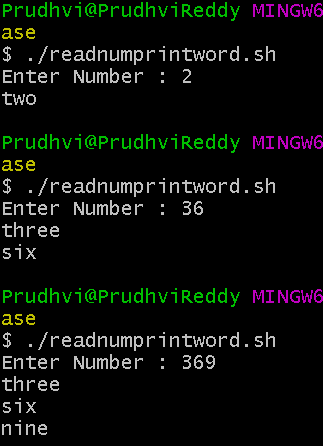 Prudhvi@PrudhviReddy MINGW6
ase
$ ./readnumprintword.sh
Enter Number : 2
two
Prudhvi@PrudhviReddy MINGW6
ase
$ ./readnumprintword.sh
Enter Number : 36
three
six
Prudhvi@PrudhviReddy MINGW6
ase
$ ./readnumprintword.sh
Enter Number : 369
three
six
nine